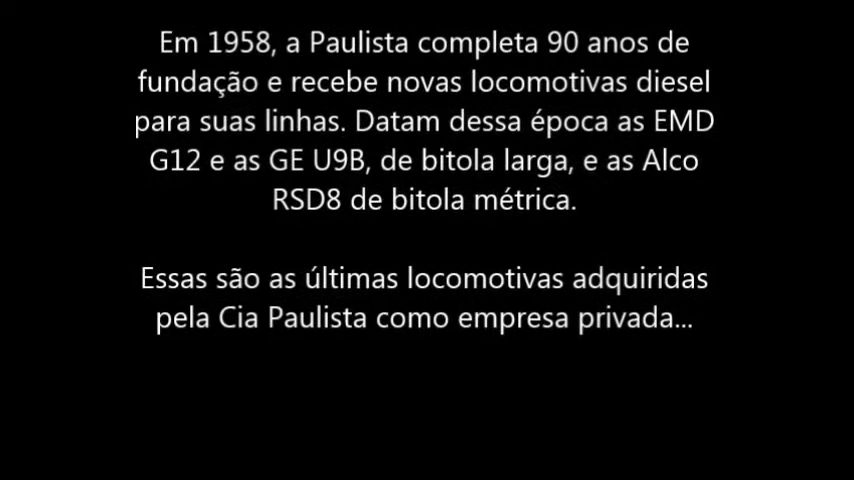 Em 1958, a Paulista completa 90 anos de
fundação e recebe novas locomotivas diesel
para suas linhas. Datam dessa época as EMD
G12 e as GE U9B, de bitola larga, e as Alco
RSD8 de bitola métrica.
Essas são as últimas locomotivas adquiridas
pela Cia Paulista como empresa privada...